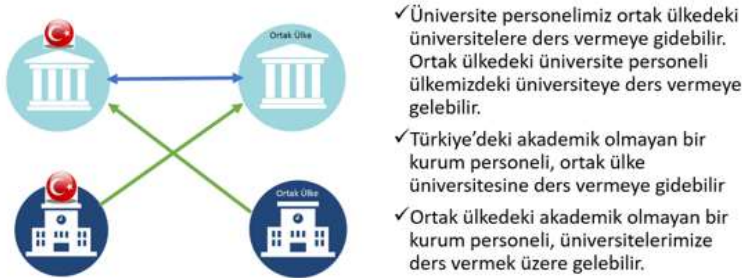 Ortak Ülke
Ortak Ülke
✓Üniversite personelimiz ortak ülkedeki
üniversitelere ders vermeye gidebilir.
Ortak ülkedeki üniversite personeli
ülkemizdeki üniversiteye ders vermeye
gelebilir.
✓Türkiye'deki akademik olmayan bir
kurum personeli, ortak ülke
üniversitesine ders vermeye gidebilir
✓Ortak ülkedeki akademik olmayan bir
kurum personeli, üniversitelerimize
ders vermek üzere gelebilir.